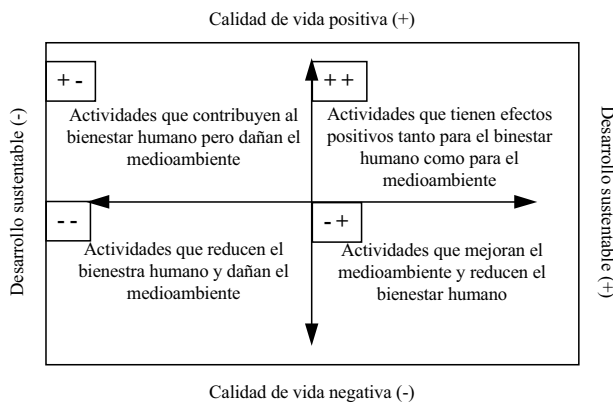 Calidad de vida positiva (+)
+ -
Actividades que contribuyen al
bienestar humano pero dañan el
medioambiente
+ +
Actividades que tienen efectos
positivos tanto para el binestar
humano como para el
medioambiente
- -
Actividades que reducen el
bienestra humano y dañan el
medioambiente
- +
Actividades que mejoran el
medioambiente y reducen el
bienestar humano
Desarrollo sustentable (-)
Desarrollo sustentable (+)
Calidad de vida negativa (-)